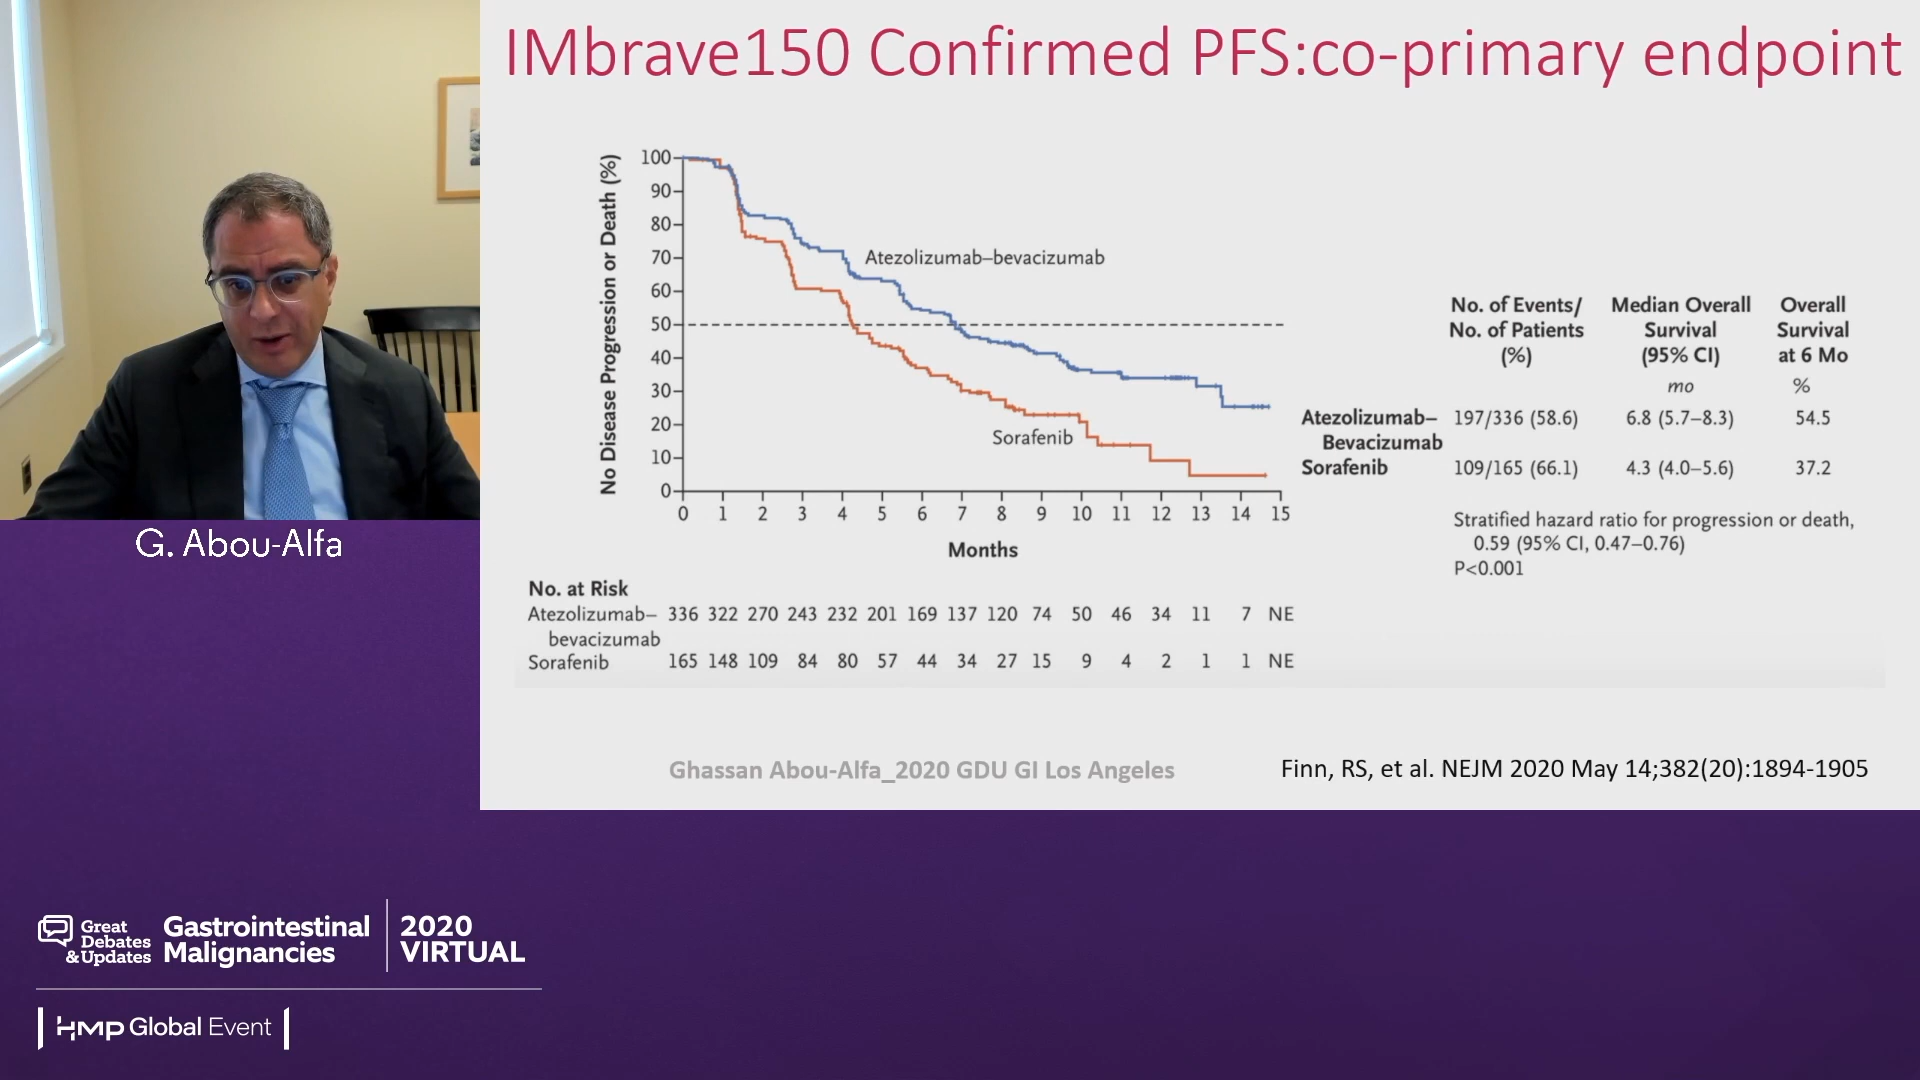 IMbrave150 Confirmed PFS:co-primary endpoint
No Disease Progression or Death (%)
100
90
80
70
60
50
40
30
20
10
0
Atezolizumab–bevacizumab
Sorafenib
0 1 2 3 4 5 6 7 8 9 10 11 12 13 14 15
Months
No. of Events/ No. of Patients (%)
Median Overall Survival (95% CI)
Overall Survival at 6 Mo
mo %
Atezolizumab– 197/336 (58.6) 6.8 (5.7–8.3) 54.5
Bevacizumab
Sorafenib 109/165 (66.1) 4.3 (4.0–5.6) 37.2
Stratified hazard ratio for progression or death,
0.59 (95% CI, 0.47–0.76)
P<0.001
No. at Risk
Atezolizumab– 336 322 270 243 232 201 169 137 120 74 50 46 34 11 7 NE
bevacizumab
Sorafenib 165 148 109 84 80 57 44 34 27 15 9 4 2 1 1 NE
Ghassan Abou-Alfa_2020 GDU GI Los Angeles
Finn, RS, et al. NEJM 2020 May 14;382(20):1894-1905
G. Abou-Alfa
Great
Debates
&Updates
Gastrointestinal
Malignancies
2020
VIRTUAL
HMP Global Event